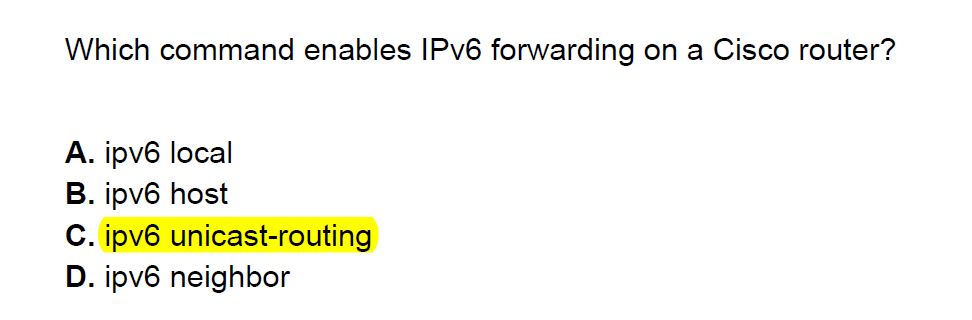 Which command enables IPv6 forwarding on a Cisco router?
A. ipv6 local
B. ipv6 host
C. ipv6 unicast-routing
D. ipv6 neighbor